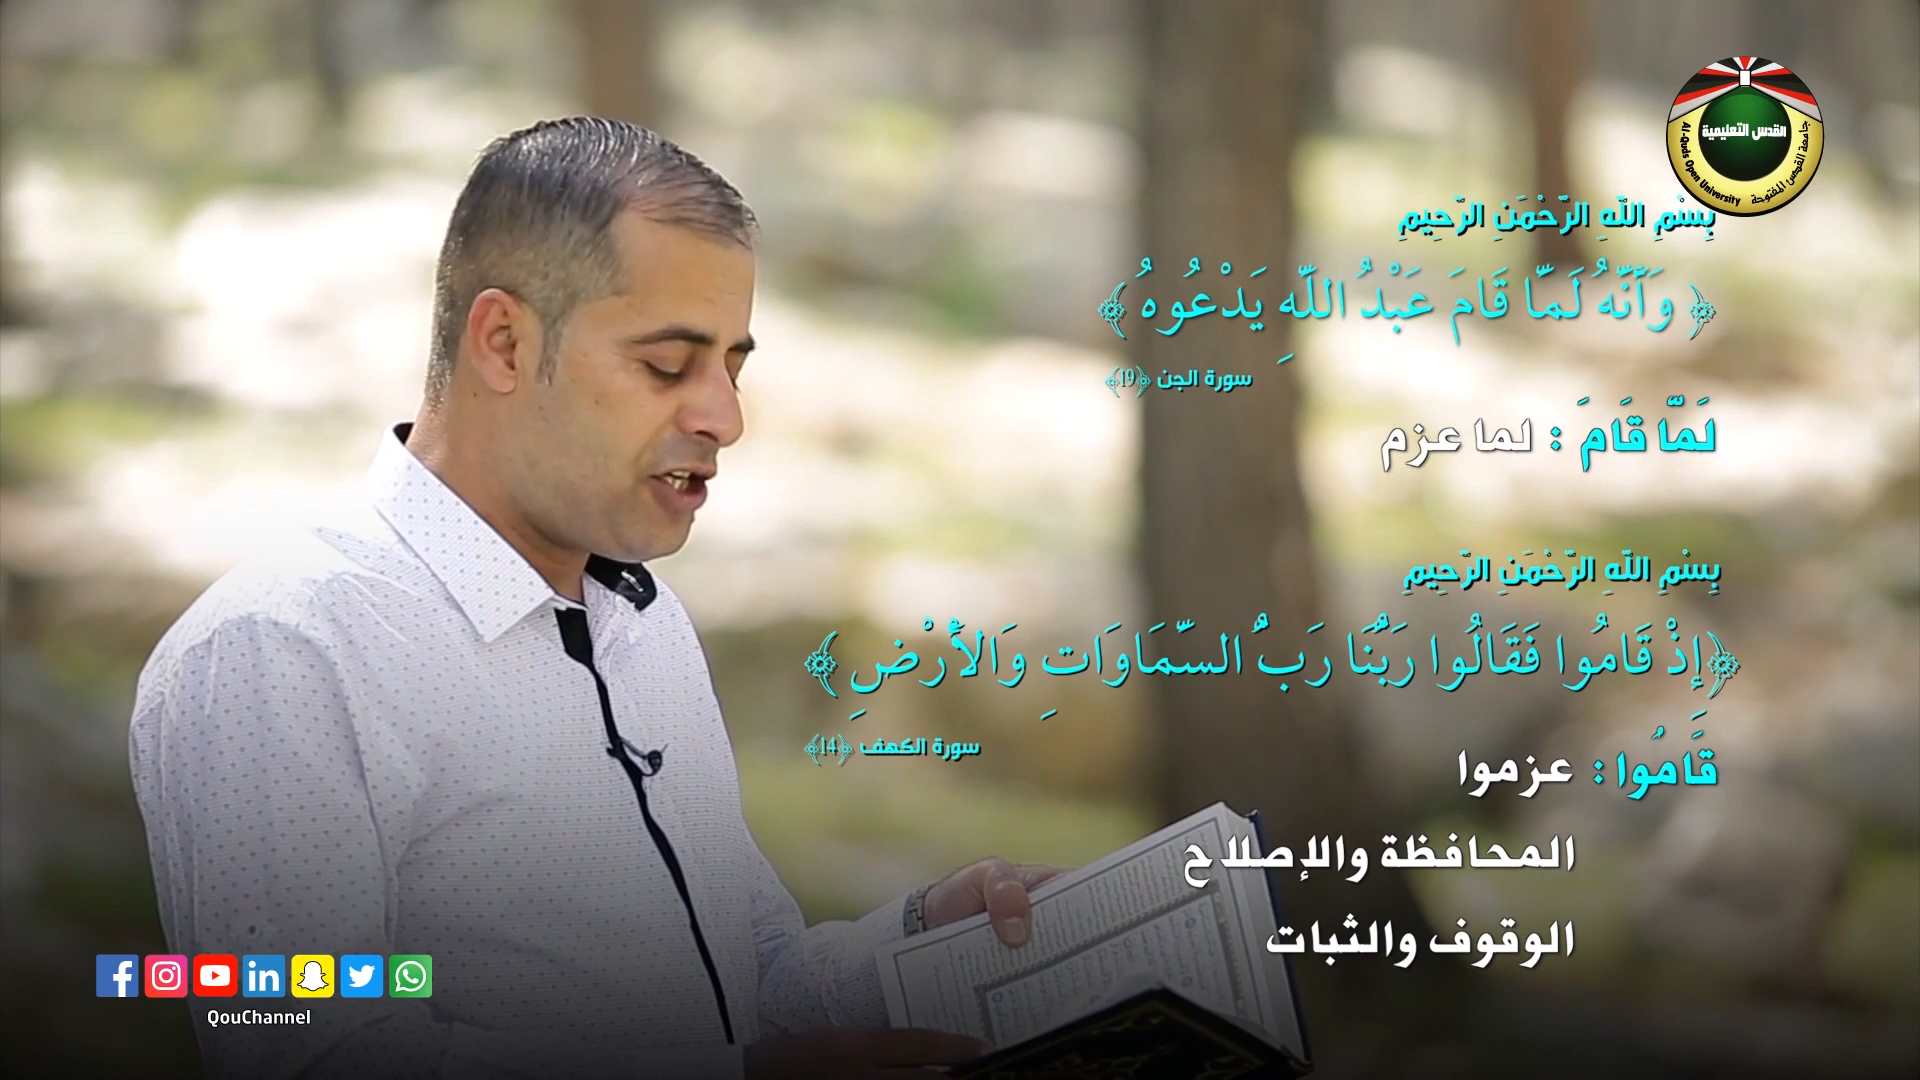 القدس التعليمية
جامعة القدس المفتوحة
Al-Quds Open University
بِسْمِ اللَّهِ الرَّحْمَنِ الرَّحِيمِ
﴿ وَأَنَّهُ لَمَّا قَامَ عَبْدُ اللَّهِ يَدْعُوهُ ﴾
سورة الجن ﴿19﴾
لَمَّا قَامَ : لما عزم
بِسْمِ اللَّهِ الرَّحْمَنِ الرَّحِيمِ
﴿إِذْ قَامُوا فَقَالُوا رَبُّنَا رَبُّ السَّمَاوَاتِ وَالْأَرْضِ ﴾
سورة الكهف ﴿14﴾
قَامُوا : عزموا
المحافظة والإصلاح
الوقوف والثبات
QouChannel